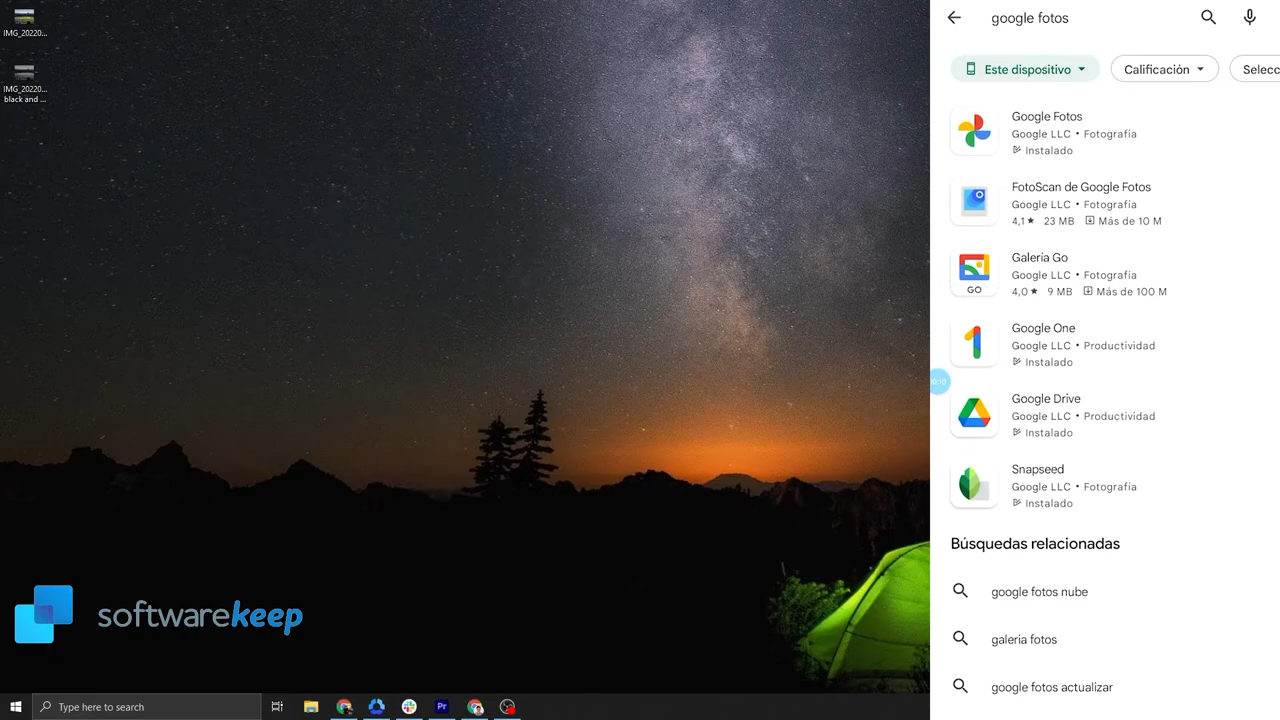 IMG_20220...
IMG_20220...
black and ...
softwarekeep
Type here to search
Pr
google fotos
Este dispositivo
Calificación
Selecc
Google Fotos
Google LLC • Fotografía
Instalado
FotoScan de Google Fotos
Google LLC • Fotografía
4,1★ 23 MB Más de 10 M
Galería Go
Google LLC • Fotografía
GO
4,0★ 9 MB Más de 100 M
Google One
Google LLC • Productividad
Instalado
Google Drive
Google LLC • Productividad
Instalado
Snapseed
Google LLC • Fotografía
Instalado
Búsquedas relacionadas
google fotos nube
galeria fotos
google fotos actualizar